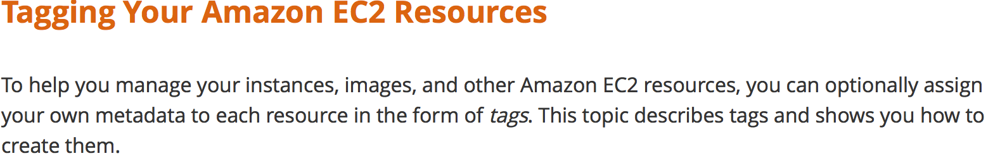 Tagging Your Amazon EC2 Resources
To help you manage your instances, images, and other Amazon EC2 resources, you can optionally assign
your own metadata to each resource in the form of tags. This topic describes tags and shows you how to
create them.